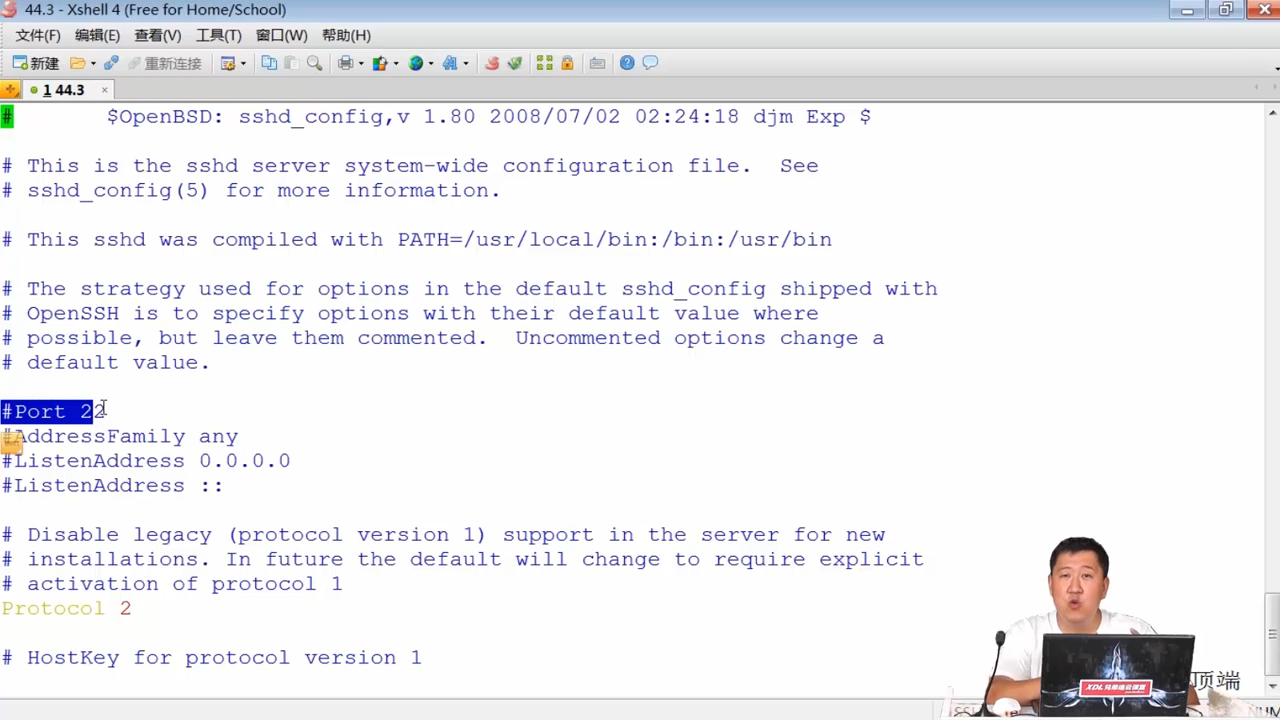 44.3 - Xshell 4 (Free for Home/School)
文件(F) 编辑(E) 查看(V) 工具(T) 窗口(W) 帮助(H)
新建 重新连接
1 44.3
# $OpenBSD: sshd_config,v 1.80 2008/07/02 02:24:18 djm Exp $
# This is the sshd server system-wide configuration file. See
# sshd_config(5) for more information.
# This sshd was compiled with PATH=/usr/local/bin:/bin:/usr/bin
# The strategy used for options in the default sshd_config shipped with
# OpenSSH is to specify options with their default value where
# possible, but leave them commented. Uncommented options change a
# default value.
#Port 22
#AddressFamily any
#ListenAddress 0.0.0.0
#ListenAddress ::
# Disable legacy (protocol version 1) support in the server for new
# installations. In future the default will change to require explicit
# activation of protocol 1
Protocol 2
# HostKey for protocol version 1
顶端